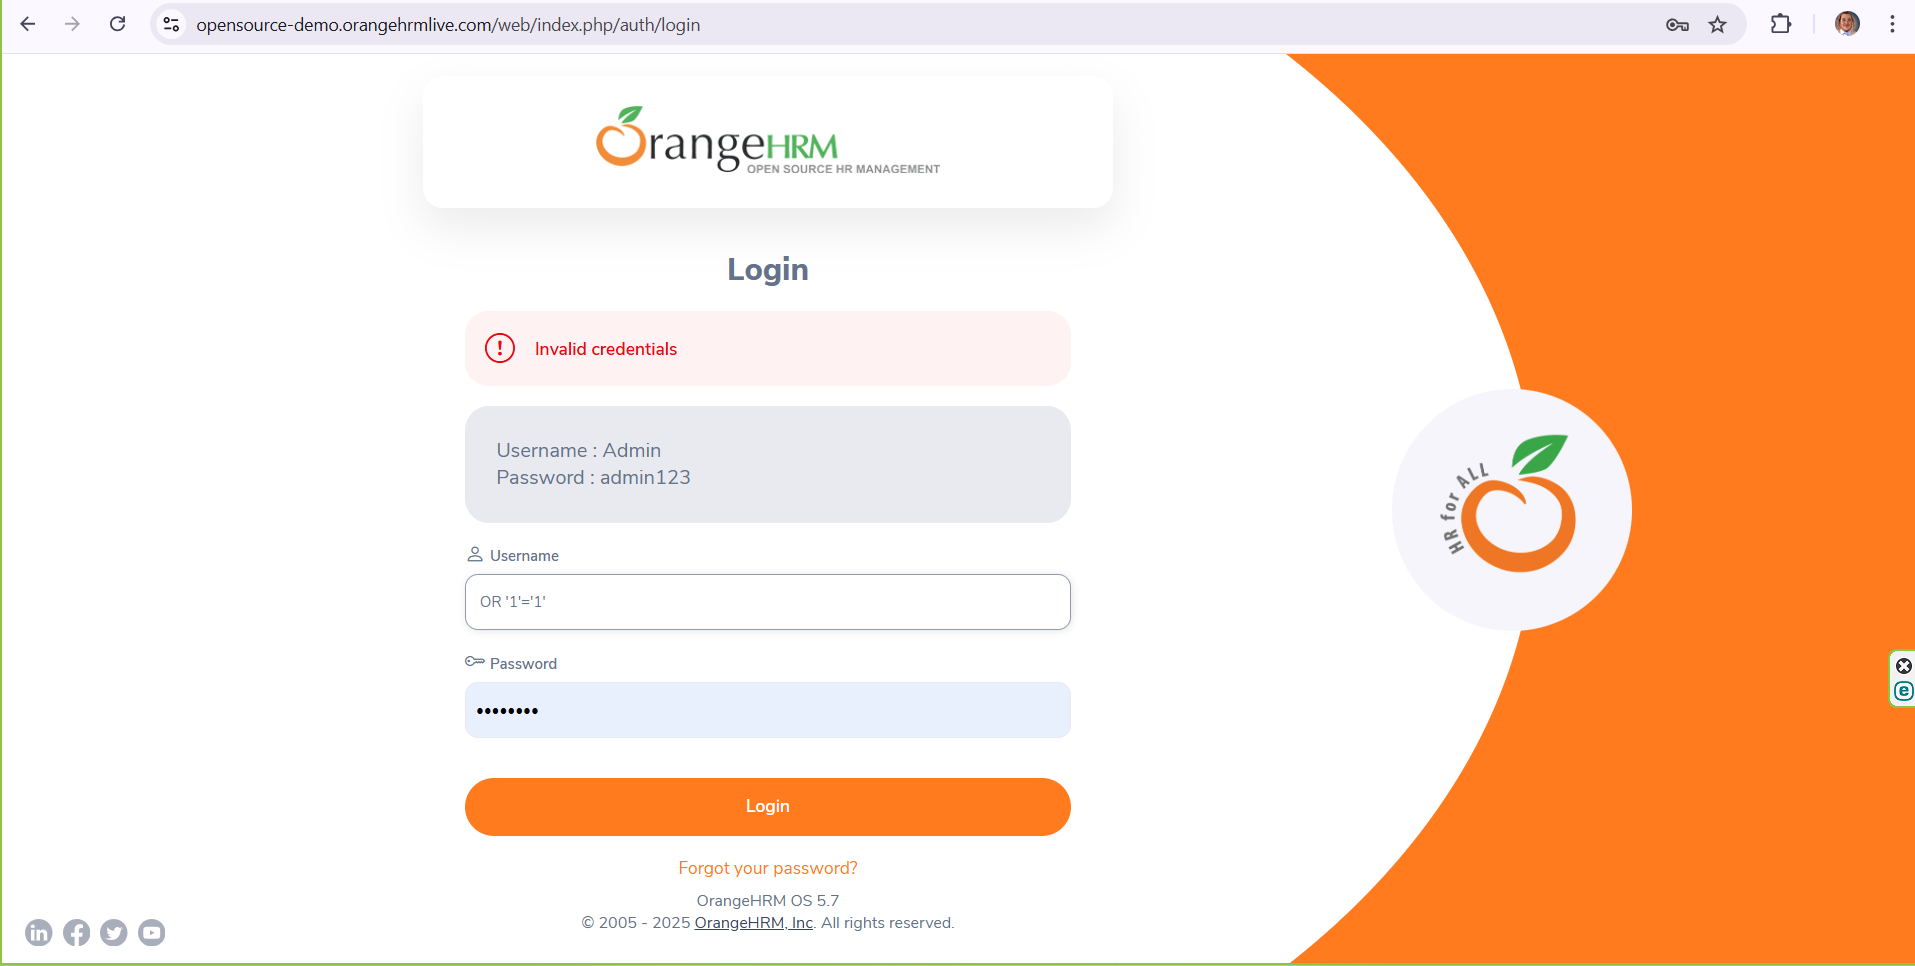 opensource-demo.orangehrmlive.com/web/index.php/auth/login
OrangeHRM
OPEN SOURCE HR MANAGEMENT
Login
Invalid credentials
Username : Admin
Password : admin123
Username
OR '1'='1'
Password
••••••••
Login
Forgot your password?
OrangeHRM OS 5.7
© 2005 - 2025 OrangeHRM, Inc. All rights reserved.
HR for ALL